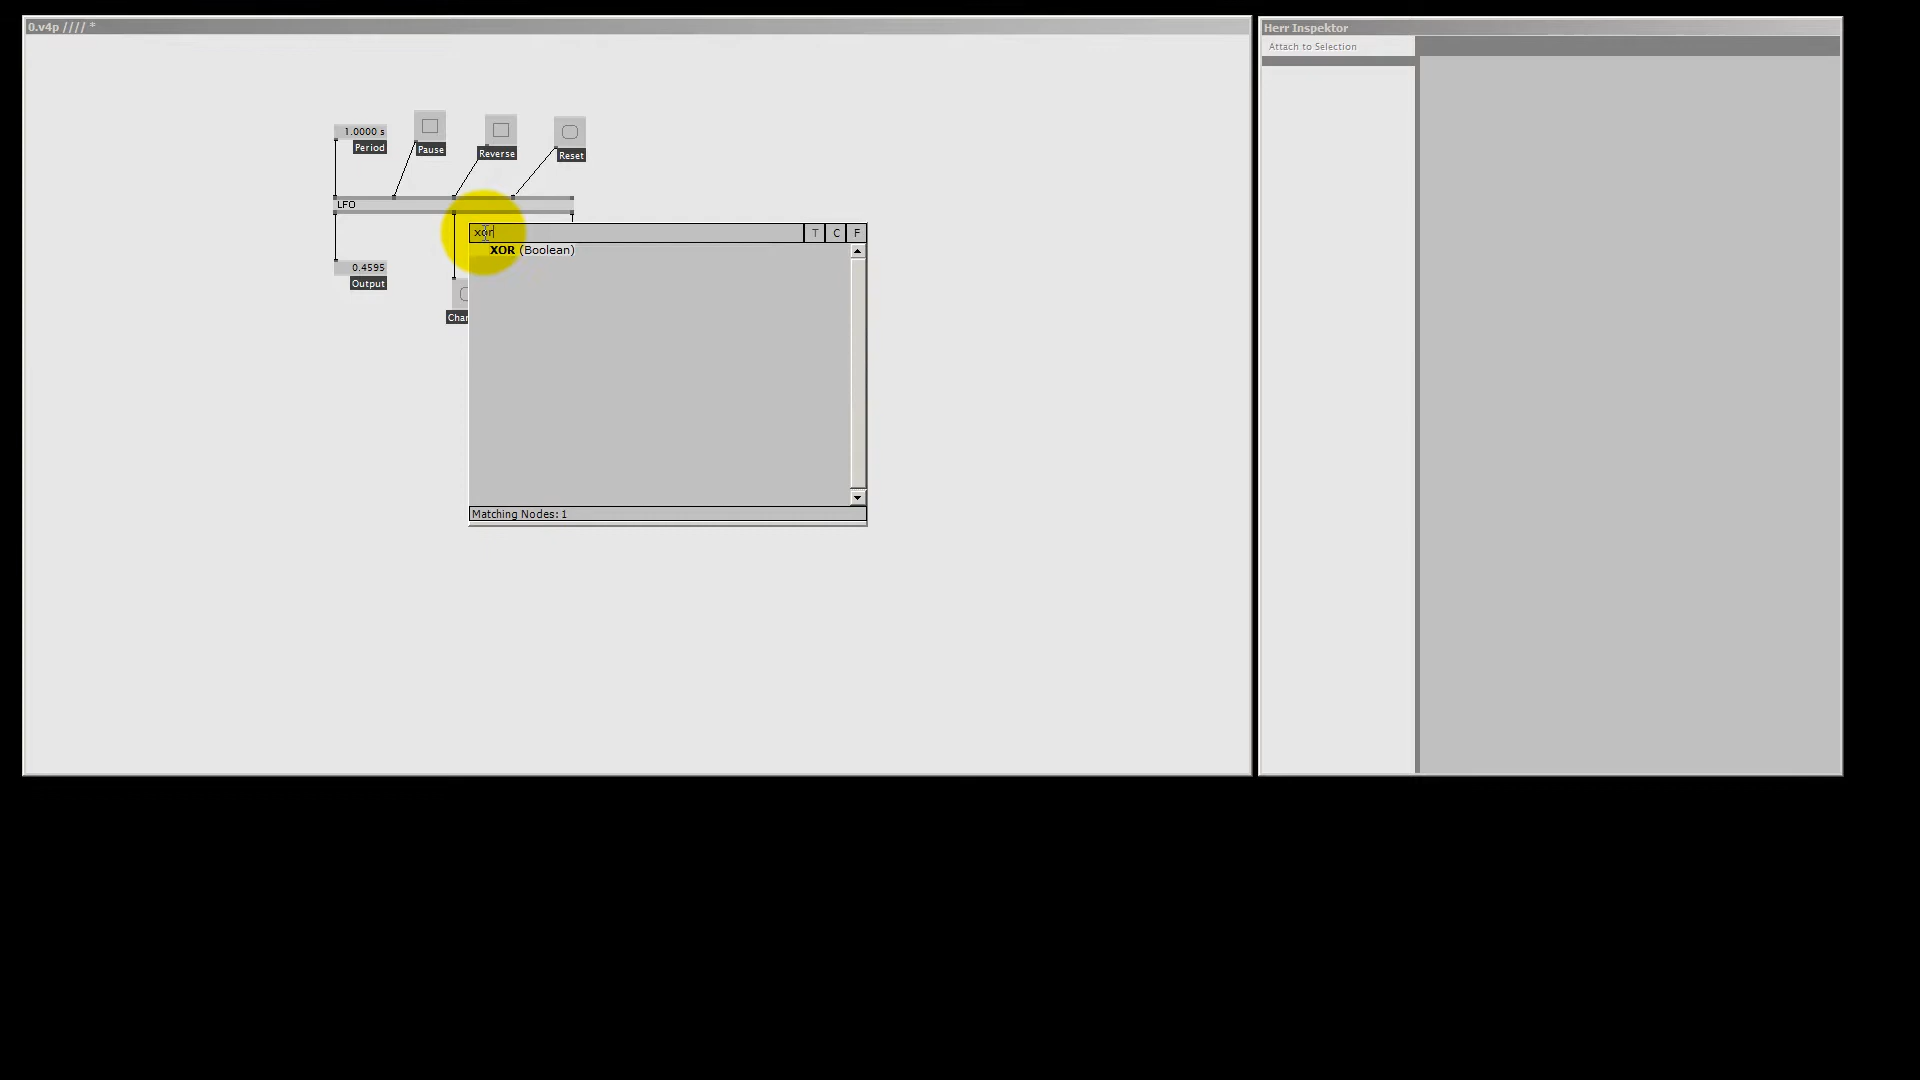 0.v4p //// *
Herr Inspektor
Attach to Selection
1.0000 s
Period
Pause
Reverse
Reset
LFO
xor
T C F
XOR (Boolean)
0.4595
Output
Char
Matching Nodes: 1